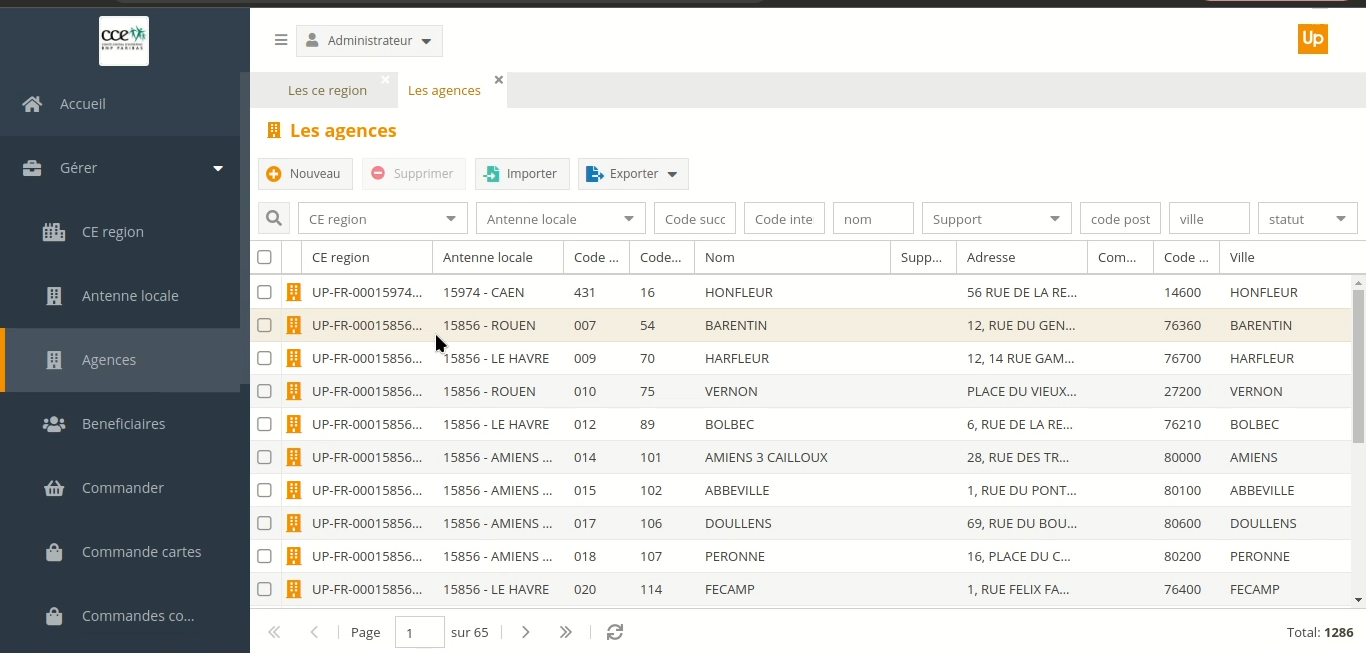 cce
Administrateur
Up
Les ce region
Les agences
Accueil
Gérer
CE region
Antenne locale
Agences
Beneficiaires
Commander
Commande cartes
Commandes co...
Les agences
Nouveau Supprimer Importer Exporter
CE region Antenne locale Code succ Code inte nom Support code post ville statut
CE region Antenne locale Code ... Code... Nom Supp... Adresse Com... Code ... Ville
UP-FR-00015974... 15974 - CAEN 431 16 HONFLEUR 56 RUE DE LA RE... 14600 HONFLEUR
UP-FR-00015856... 15856 - ROUEN 007 54 BARENTIN 12, RUE DU GEN... 76360 BARENTIN
UP-FR-00015856... 15856 - LE HAVRE 009 70 HARFLEUR 12, 14 RUE GAM... 76700 HARFLEUR
UP-FR-00015856... 15856 - ROUEN 010 75 VERNON PLACE DU VIEUX... 27200 VERNON
UP-FR-00015856... 15856 - LE HAVRE 012 89 BOLBEC 6, RUE DE LA RE... 76210 BOLBEC
UP-FR-00015856... 15856 - AMIENS ... 014 101 AMIENS 3 CAILLOUX 28, RUE DES TR... 80000 AMIENS
UP-FR-00015856... 15856 - AMIENS ... 015 102 ABBEVILLE 1, RUE DU PONT... 80100 ABBEVILLE
UP-FR-00015856... 15856 - AMIENS ... 017 106 DOULLENS 69, RUE DU BOU... 80600 DOULLENS
UP-FR-00015856... 15856 - AMIENS ... 018 107 PERONNE 16, PLACE DU C... 80200 PERONNE
UP-FR-00015856... 15856 - LE HAVRE 020 114 FECAMP 1, RUE FELIX FA... 76400 FECAMP
Page 1 sur 65 Total: 1286